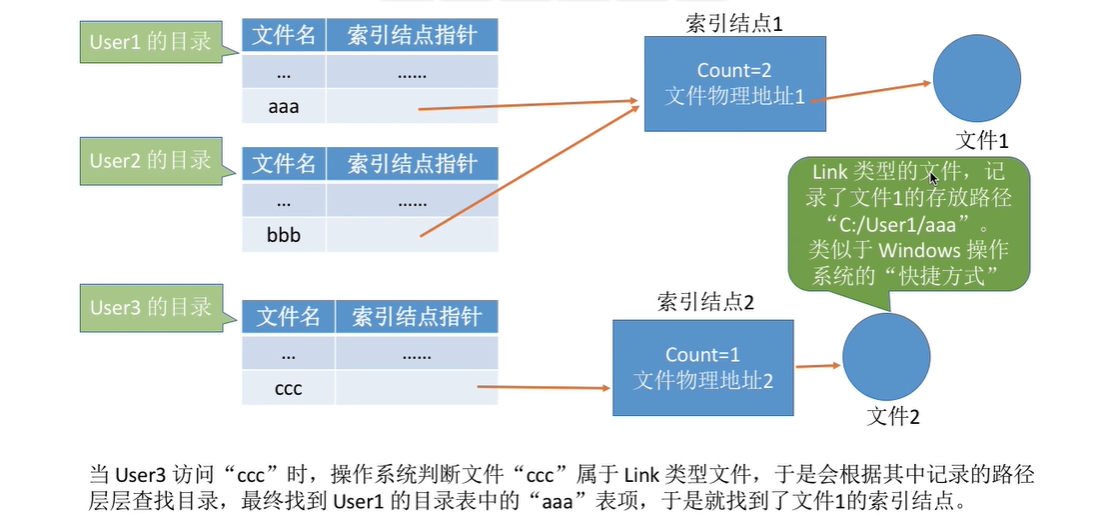 User1 的目录
文件名 索引结点指针
... ......
aaa
索引结点1
Count=2
文件物理地址1
文件1
User2 的目录
文件名 索引结点指针
... ......
bbb
Link 类型的文件，记
录了文件1的存放路径
“C:/User1/aaa”。
类似于 Windows 操作
系统的“快捷方式”
User3 的目录
文件名 索引结点指针
... ......
ccc
索引结点2
Count=1
文件物理地址2
文件2
当 User3 访问“ccc”时，操作系统判断文件“ccc”属于 Link 类型文件，于是会根据其中记录的路径
层层查找目录，最终找到 User1 的目录表中的“aaa”表项，于是就找到了文件1的索引结点。